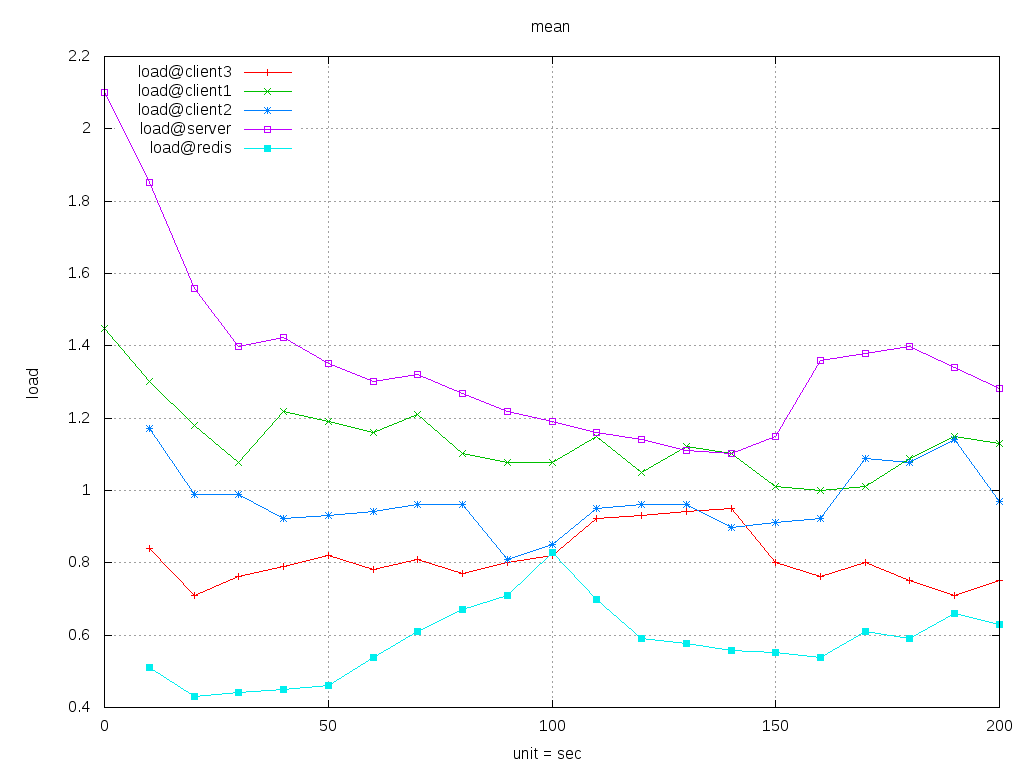 mean
2.2
2
1.8
1.6
1.4
1.2
1
0.8
0.6
0.4
load
load@client3
load@client1
load@client2
load@server
load@redis
0 50 100 150 200
unit = sec